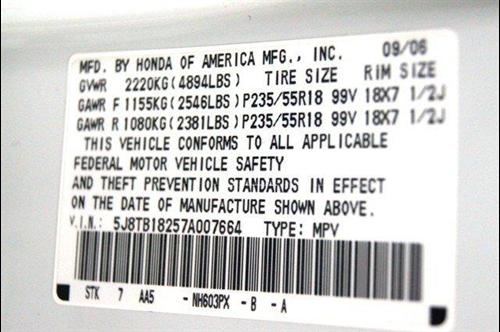 MFD. BY HONDA OF AMERICA MFG., INC. 09/06
GVWR 2220KG(4894LBS) TIRE SIZE RIM SIZE
GAWR F 1155KG(2546LBS)P235/55R18 99V 18X7 1/2J
GAWR R 1080KG(2381LBS)P235/55R18 99V 18X7 1/2J
THIS VEHICLE CONFORMS TO ALL APPLICABLE
FEDERAL MOTOR VEHICLE SAFETY
AND THEFT PREVENTION STANDARDS IN EFFECT
ON THE DATE OF MANUFACTURE SHOWN ABOVE.
V.I.N.: 5J8TB18257A007664 TYPE: MPV
STK 7 AA5 -NH603PX -B -A